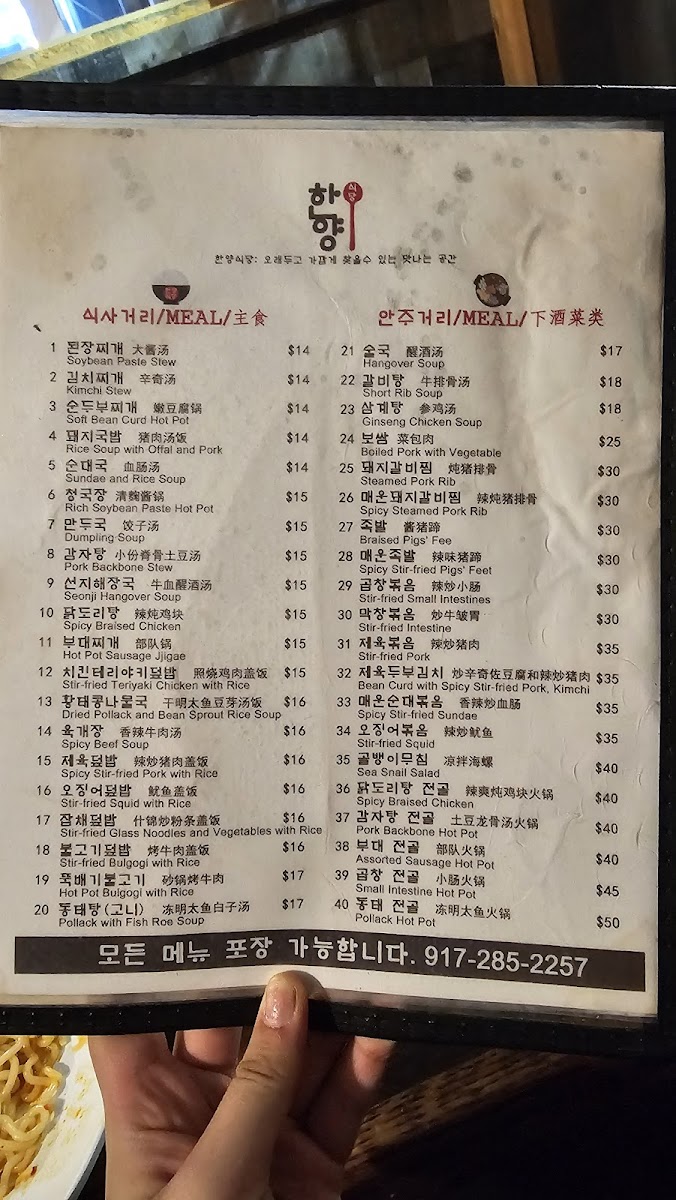 한양
식당
한양식당: 오래두고 가깝게 찾을수 있는 맛나는 공간
식사거리/MEAL/主食
1 된장찌개 大酱汤 $14
Soybean Paste Stew
2 김치찌개 辛奇汤 $14
Kimchi Stew
3 순두부찌개 嫩豆腐锅 $14
Soft Bean Curd Hot Pot
4 돼지국밥 猪肉汤饭 $14
Rice Soup with Offal and Pork
5 순대국 血肠汤 $14
Sundae and Rice Soup
6 청국장 清麴酱锅 $15
Rich Soybean Paste Hot Pot
7 만두국 饺子汤 $15
Dumpling Soup
8 감자탕 小份脊骨土豆汤 $15
Pork Backbone Stew
9 선지해장국 牛血醒酒汤 $15
Seonji Hangover Soup
10 닭도리탕 辣炖鸡块 $15
Spicy Braised Chicken
11 부대찌개 部队锅 $15
Hot Pot Sausage Jjigae
12 치킨테리야키덮밥 照烧鸡肉盖饭 $15
Stir-fried Teriyaki Chicken with Rice
13 황태콩나물국 干明太鱼豆芽汤饭 $16
Dried Pollack and Bean Sprout Rice Soup
14 육개장 香辣牛肉汤 $16
Spicy Beef Soup
15 제육덮밥 辣炒猪肉盖饭 $16
Spicy Stir-fried Pork with Rice
16 오징어덮밥 鱿鱼盖饭 $16
Stir-fried Squid with Rice
17 잡채덮밥 什锦炒粉条盖饭 $16
Stir-fried Glass Noodles and Vegetables with Rice
18 불고기덮밥 烤牛肉盖饭 $16
Stir-fried Bulgogi with Rice
19 뚝배기불고기 砂锅烤牛肉 $17
Hot Pot Bulgogi with Rice
20 동태탕(고니) 冻明太鱼白子汤 $17
Pollack with Fish Roe Soup
안주거리/MEAL/下酒菜类
21 술국 醒酒汤 $17
Hangover Soup
22 갈비탕 牛排骨汤 $18
Short Rib Soup
23 삼계탕 参鸡汤 $18
Ginseng Chicken Soup
24 보쌈 菜包肉 $25
Boiled Pork with Vegetable
25 돼지갈비찜 炖猪排骨 $30
Steamed Pork Rib
26 매운돼지갈비찜 辣炖猪排骨 $30
Spicy Steamed Pork Rib
27 족발 酱猪蹄 $30
Braised Pigs' Fee
28 매운족발 辣味猪蹄 $30
Spicy Stir-fried Pigs' Feet
29 곱창볶음 辣炒小肠 $30
Stir-fried Small Intestines
30 막창볶음 炒牛皱胃 $30
Stir-fried Intestine
31 제육볶음 辣炒猪肉 $35
Stir-fried Pork
32 제육두부김치 炒辛奇佐豆腐和辣炒猪肉 $35
Bean Curd with Spicy Stir-fried Pork, Kimchi
33 매운순대볶음 香辣炒血肠 $35
Spicy Stir-fried Sundae
34 오징어볶음 辣炒鱿鱼 $35
Stir-fried Squid
35 골뱅이무침 凉拌海螺 $40
Sea Snail Salad
36 닭도리탕 전골 辣爽炖鸡块火锅 $40
Spicy Braised Chicken
37 감자탕 전골 土豆龙骨汤火锅 $40
Pork Backbone Hot Pot
38 부대 전골 部队火锅 $40
Assorted Sausage Hot Pot
39 곱창 전골 小肠火锅 $45
Small Intestine Hot Pot
40 동태 전골 冻明太鱼火锅 $50
Pollack Hot Pot
모든 메뉴 포장 가능합니다. 917-285-2257